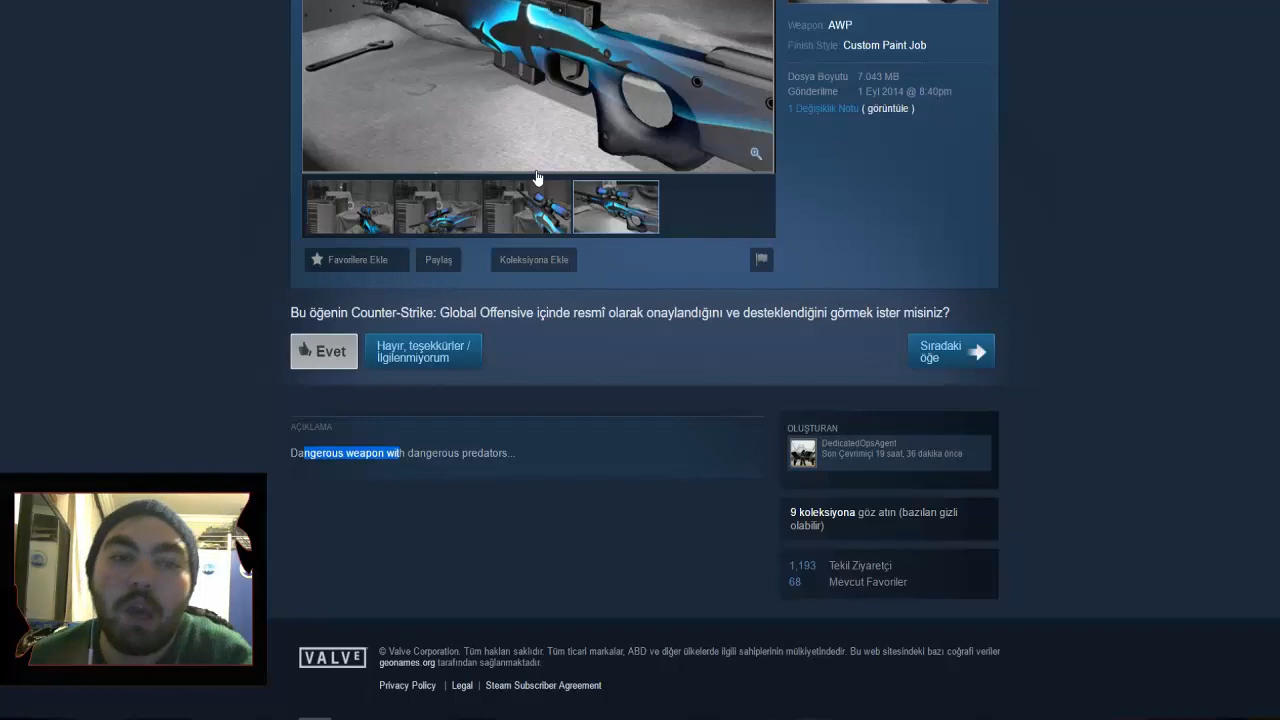 Weapon: AWP
Finish Style: Custom Paint Job
Dosya Boyutu 7.043 MB
Gönderilme 1 Eyl 2014 @ 8:40pm
1 Değişiklik Notu ( görüntüle )
Favorilere Ekle Paylaş Koleksiyona Ekle
Bu öğenin Counter-Strike: Global Offensive içinde resmî olarak onaylandığını ve desteklendiğini görmek ister misiniz?
Evet
Hayır, teşekkürler /
İlgilenmiyorum
Sıradaki
öğe
AÇIKLAMA
Dangerous weapon with dangerous predators...
OLUŞTURAN
DedicatedOpsAgent
Son Çevrimiçi 19 saat, 36 dakika önce
9 koleksiyona göz atın (bazıları gizli
olabilir)
1,193 Tekil Ziyaretçi
68 Mevcut Favoriler
VALVE
© Valve Corporation. Tüm hakları saklıdır. Tüm ticari markalar, ABD ve diğer ülkelerde ilgili sahiplerinin mülkiyetindedir. Bu web sitesindeki bazı coğrafi veriler
geonames.org tarafından sağlanmaktadır.
Privacy Policy | Legal | Steam Subscriber Agreement